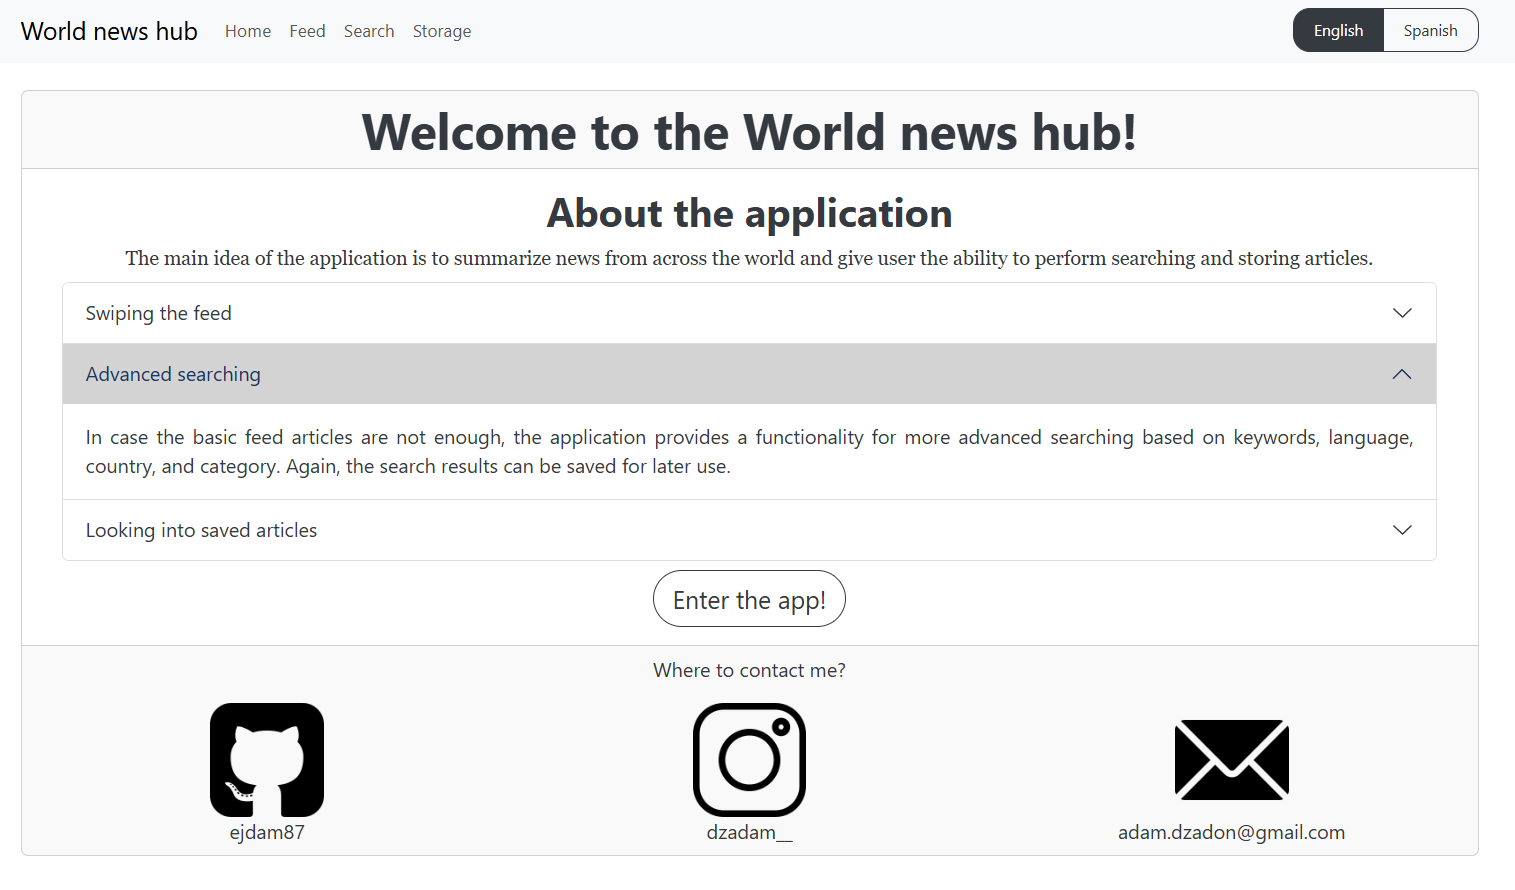 World news hub Home Feed Search Storage English Spanish
Welcome to the World news hub!
About the application
The main idea of the application is to summarize news from across the world and give user the ability to perform searching and storing articles.
Swiping the feed
Advanced searching
In case the basic feed articles are not enough, the application provides a functionality for more advanced searching based on keywords, language,
country, and category. Again, the search results can be saved for later use.
Looking into saved articles
Enter the app!
Where to contact me?
ejdam87 dzadam__ adam.dzadon@gmail.com